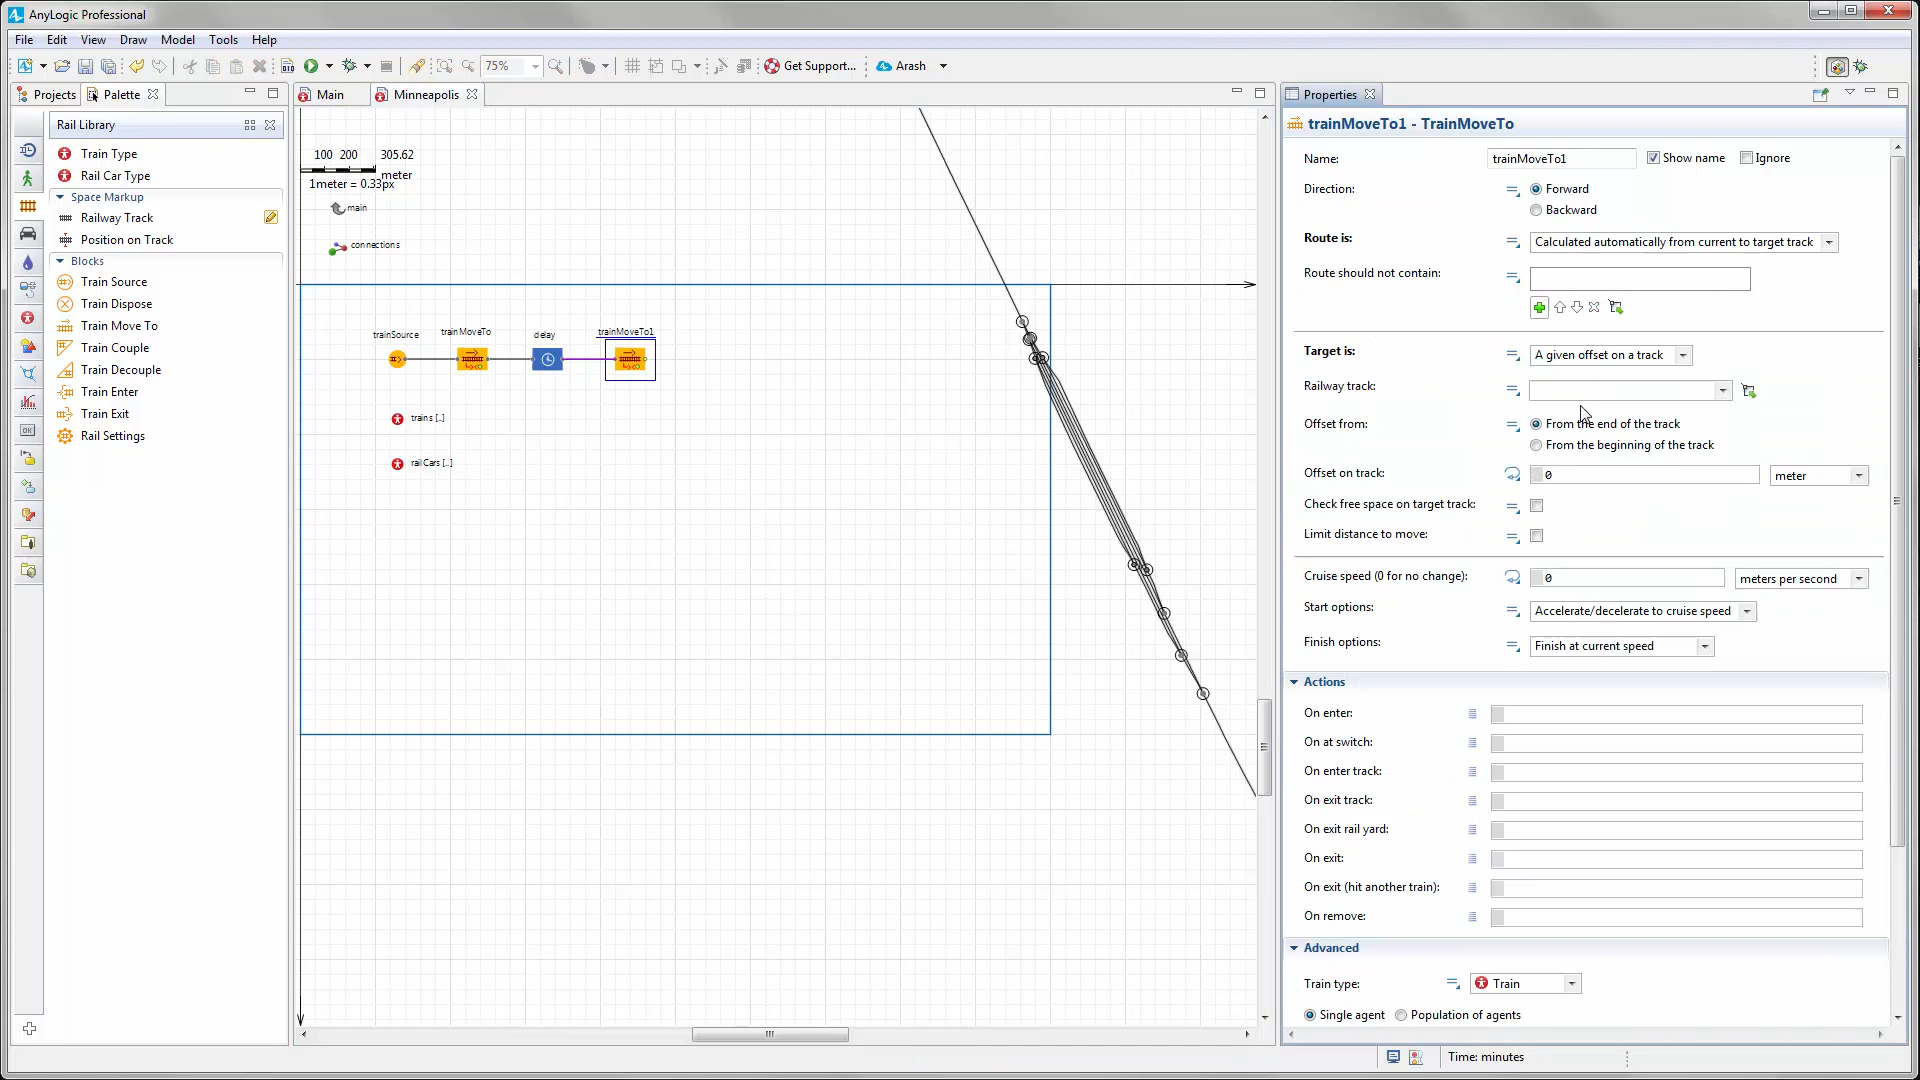 AnyLogic Professional
File Edit View Draw Model Tools Help
75% Get Support... Arash
Projects Palette
Rail Library
Train Type
Rail Car Type
Space Markup
Railway Track
Position on Track
Blocks
Train Source
Train Dispose
Train Move To
Train Couple
Train Decouple
Train Enter
Train Exit
Rail Settings
Main Minneapolis
100 200 305.62
meter
1meter = 0.33px
main
connections
trainSource trainMoveTo delay trainMoveTo1
trains [..]
railCars [..]
Properties
trainMoveTo1 - TrainMoveTo
Name: trainMoveTo1 Show name Ignore
Direction: Forward
Backward
Route is: Calculated automatically from current to target track
Route should not contain:
Target is: A given offset on a track
Railway track:
Offset from: From the end of the track
From the beginning of the track
Offset on track: 0 meter
Check free space on target track:
Limit distance to move:
Cruise speed (0 for no change): 0 meters per second
Start options: Accelerate/decelerate to cruise speed
Finish options: Finish at current speed
Actions
On enter:
On at switch:
On enter track:
On exit track:
On exit rail yard:
On exit:
On exit (hit another train):
On remove:
Advanced
Train type: Train
Single agent Population of agents
Time: minutes